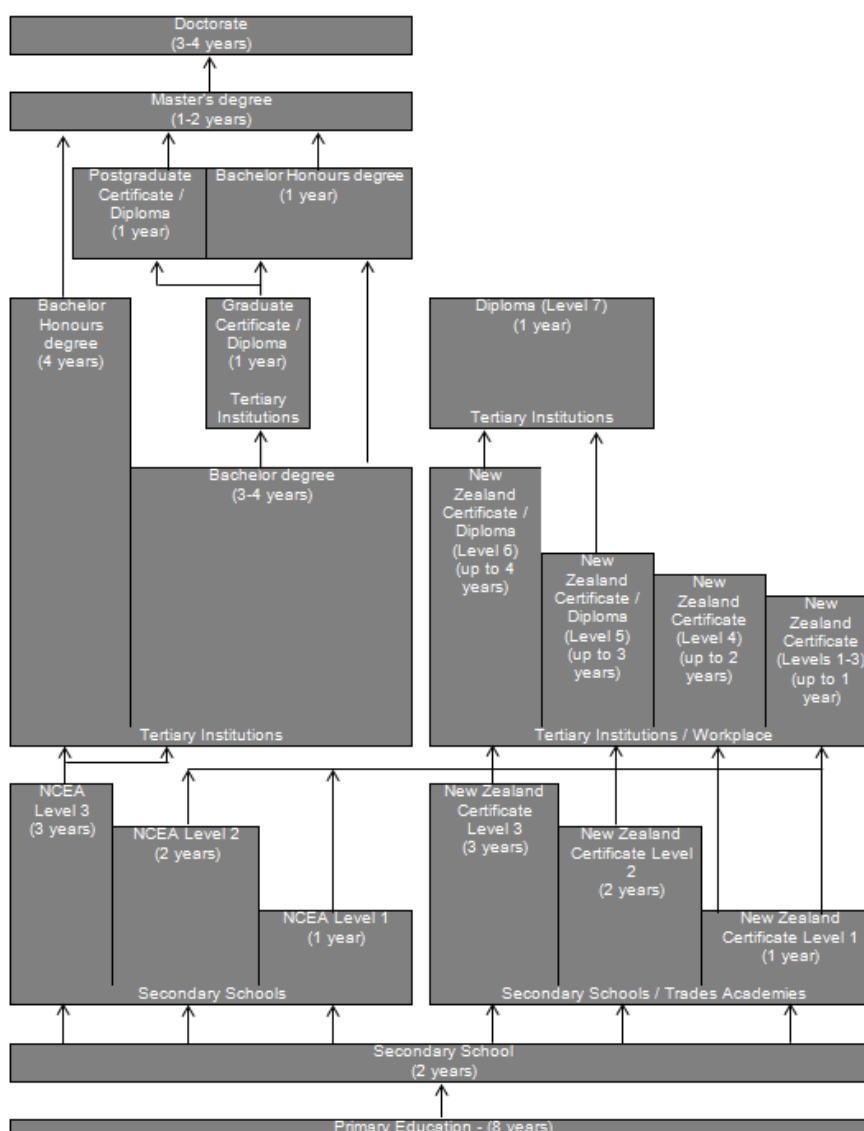 Doctorate
(3-4 years)
Master's degree
(1-2 years)
Postgraduate
Certificate /
Diploma
(1 year)
Bachelor Honours degree
(1 year)
Bachelor
Honours
degree
(4 years)
Graduate
Certificate /
Diploma
(1 year)
Tertiary
Institutions
Diploma (Level 7)
(1 year)
Tertiary Institutions
Bachelor degree
(3-4 years)
Tertiary Institutions
New
Zealand
Certificate /
Diploma
(Level 6)
(up to 4
years)
New
Zealand
Certificate /
Diploma
(Level 5)
(up to 3
years)
New
Zealand
Certificate
(Level 4)
(up to 2
years)
New
Zealand
Certificate
(Levels 1-3)
(up to 1
year)
Tertiary Institutions / Workplace
NCEA
Level 3
(3 years)
NCEA Level 2
(2 years)
NCEA Level 1
(1 year)
Secondary Schools
New Zealand
Certificate
Level 3
(3 years)
New Zealand
Certificate Level
2
(2 years)
New Zealand
Certificate Level 1
(1 year)
Secondary Schools / Trades Academies
Secondary School
(2 years)
Primary Education - (8 years)